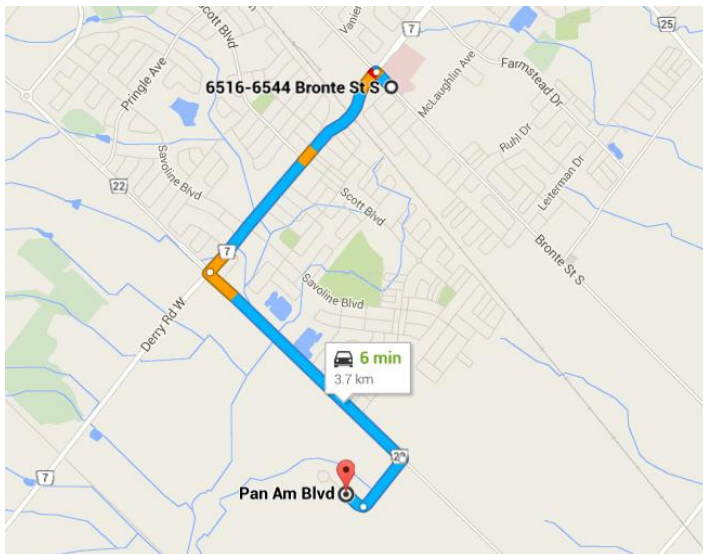 Scott Blvd
Vanier
7
25
Pringle Ave
6516-6544 Bronte St S
McLaughlin Ave
Farmstead Dr
Ruhl Dr
22
Savoline Blvd
Scott Blvd
Leiterman Dr
7
Bronte St S
Savoline Blvd
Derry Rd W
6 min
3.7 km
7
Pan Am Blvd